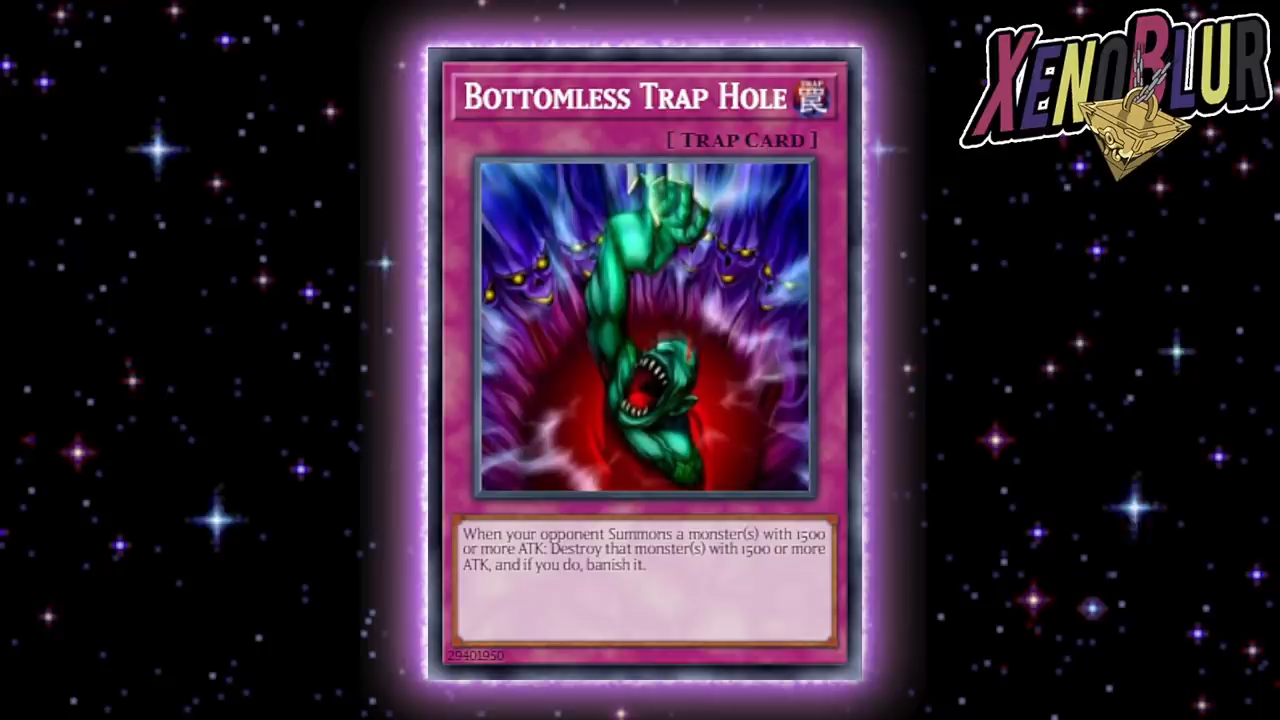 XENOBLUR
BOTTOMLESS TRAP HOLE
TRAP
罠
[ TRAP CARD ]
When your opponent Summons a monster(s) with 1500
or more ATK: Destroy that monster(s) with 1500 or more
ATK, and if you do, banish it.
29401950